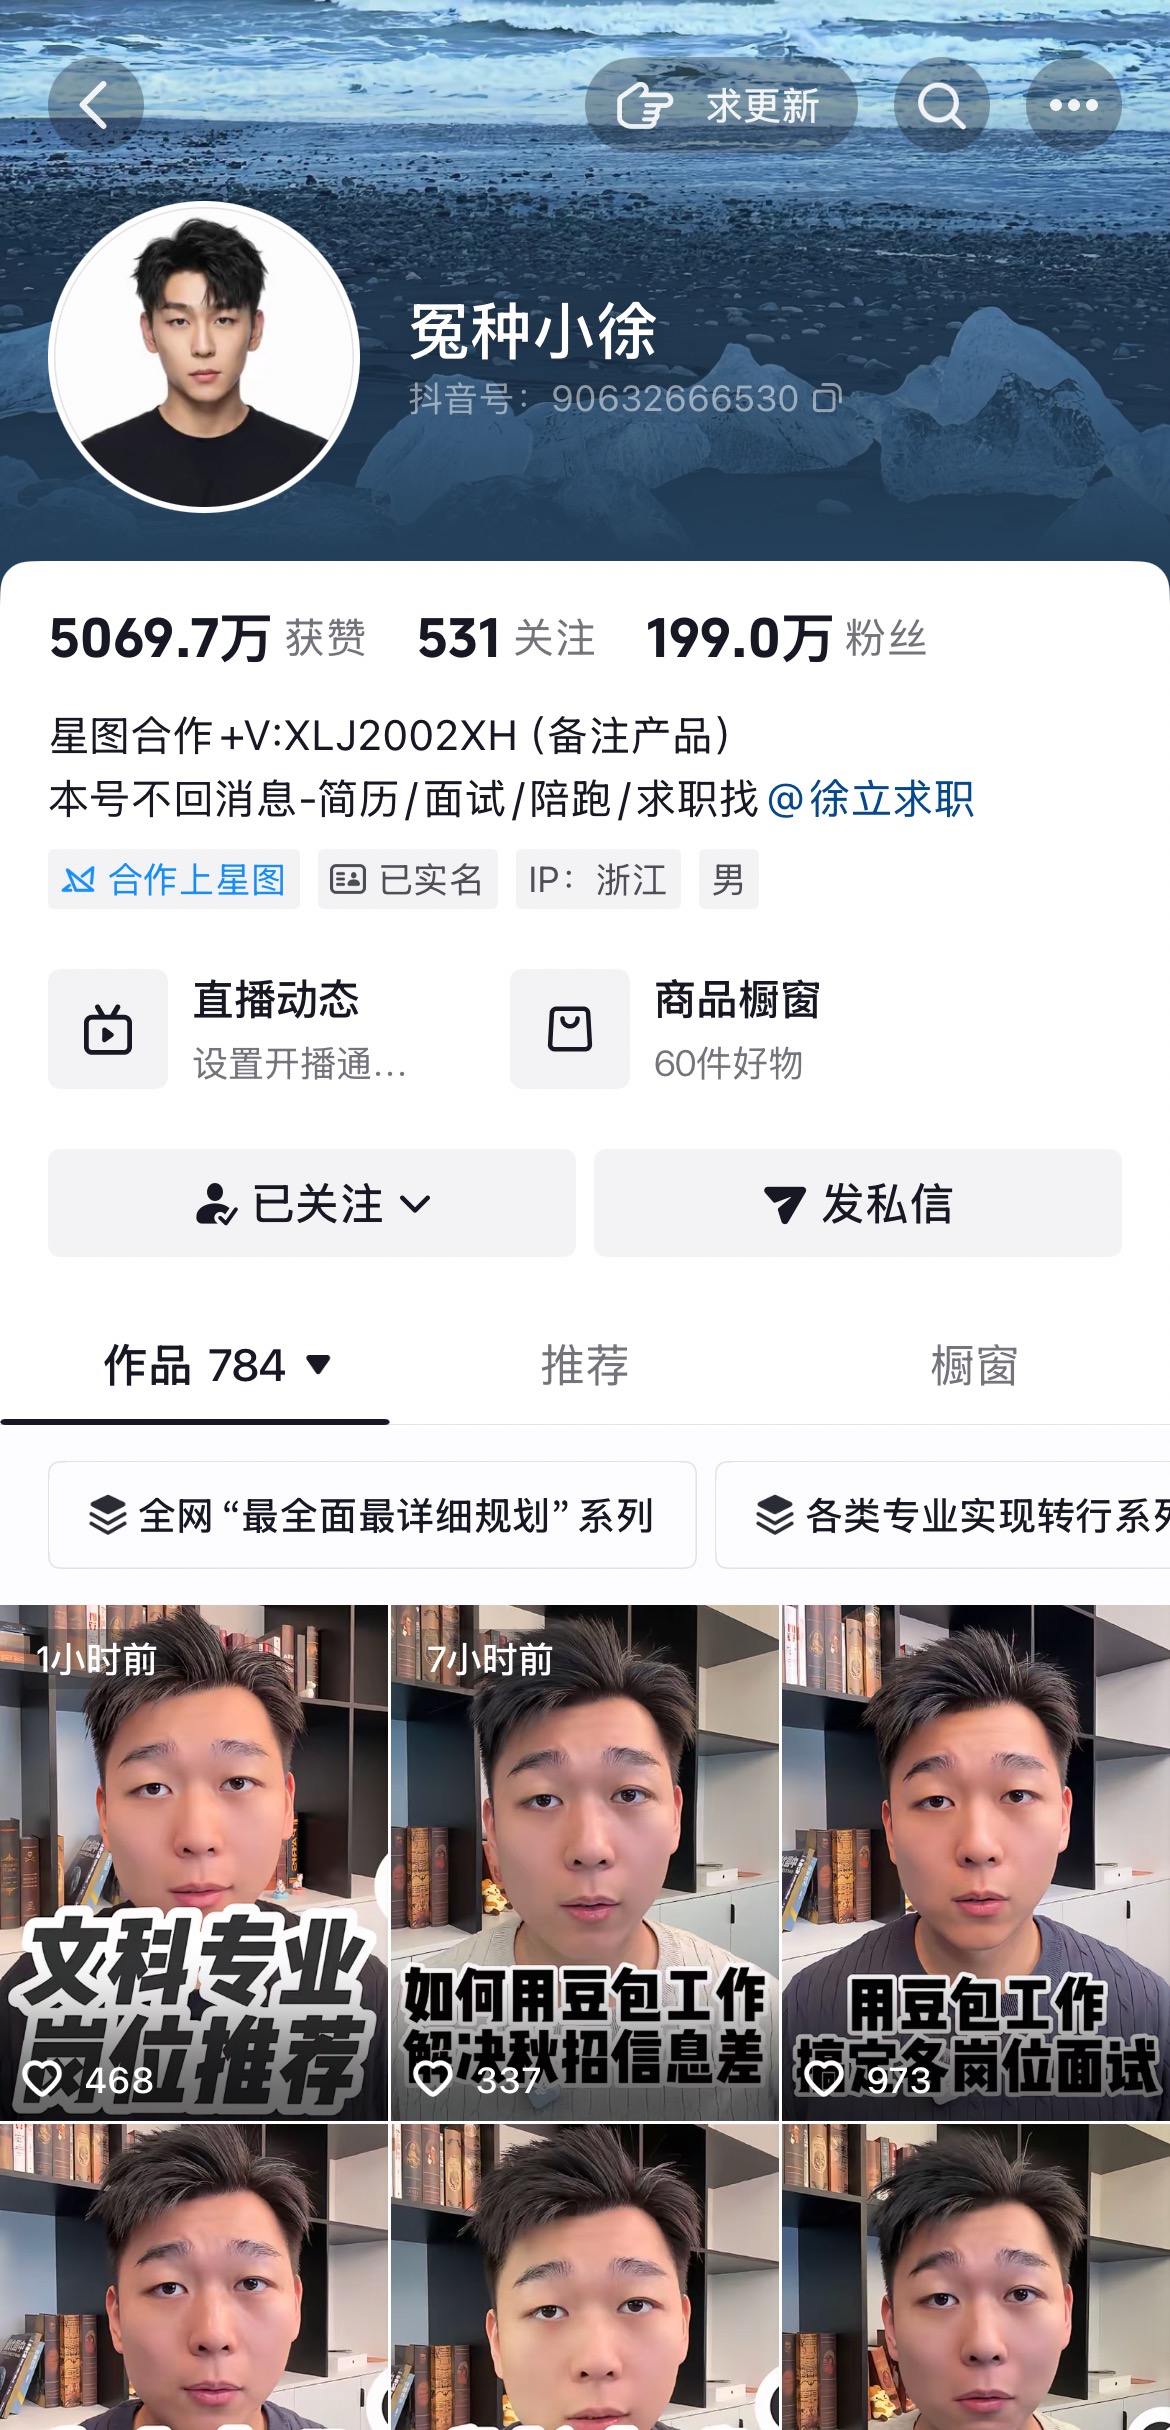 求更新
冤种小徐
抖音号：90632666530
5069.7万 获赞 531 关注 199.0万 粉丝
星图合作+V:XLJ2002XH (备注产品)
本号不回消息-简历/面试/陪跑/求职找@徐立求职
合作上星图 已实名 IP：浙江 男
直播动态 商品橱窗
设置开播通... 60件好物
已关注 发私信
作品 784 推荐 橱窗
全网“最全面最详细规划”系列 各类专业实现转行系列
1小时前 7小时前
文科专业
岗位推荐
468
如何用豆包工作
解决秋招信息差
337
用豆包工作
搞定各岗位面试
973